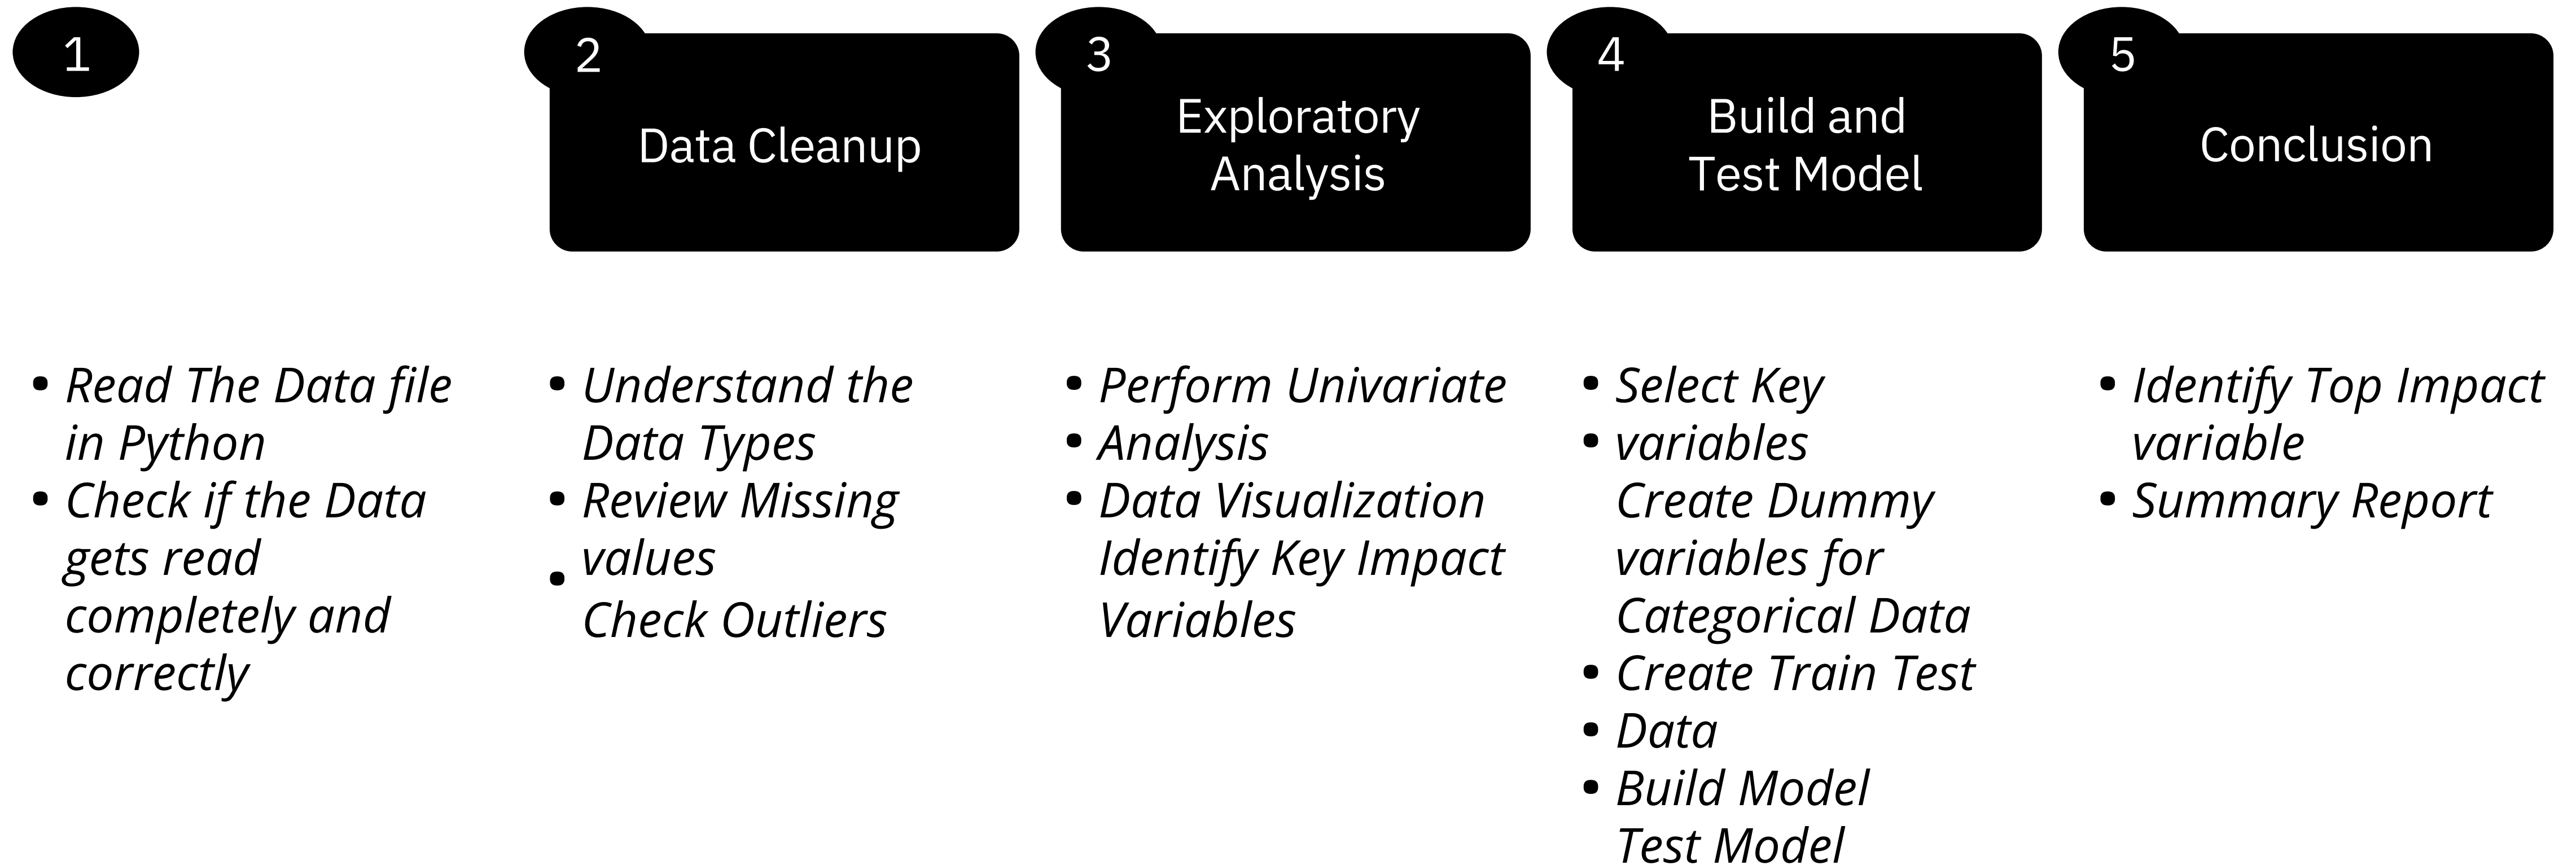 1
2
Data Cleanup
3
Exploratory
Analysis
4
Build and
Test Model
5
Conclusion
• Read The Data file
in Python
• Check if the Data
gets read
completely and
correctly
• Understand the
Data Types
• Review Missing
values
•
Check Outliers
• Perform Univariate
• Analysis
• Data Visualization
Identify Key Impact
Variables
• Select Key
• variables
Create Dummy
variables for
Categorical Data
• Create Train Test
• Data
• Build Model
Test Model
• Identify Top Impact
variable
• Summary Report